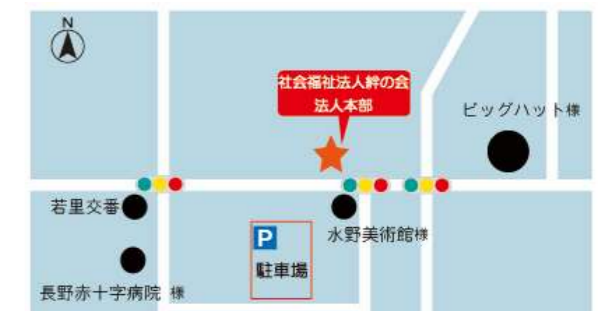 N
社会福祉法人絆の会
法人本部
ビッグハット様
若里交番
水野美術館様
P
駐車場
長野赤十字病院 様